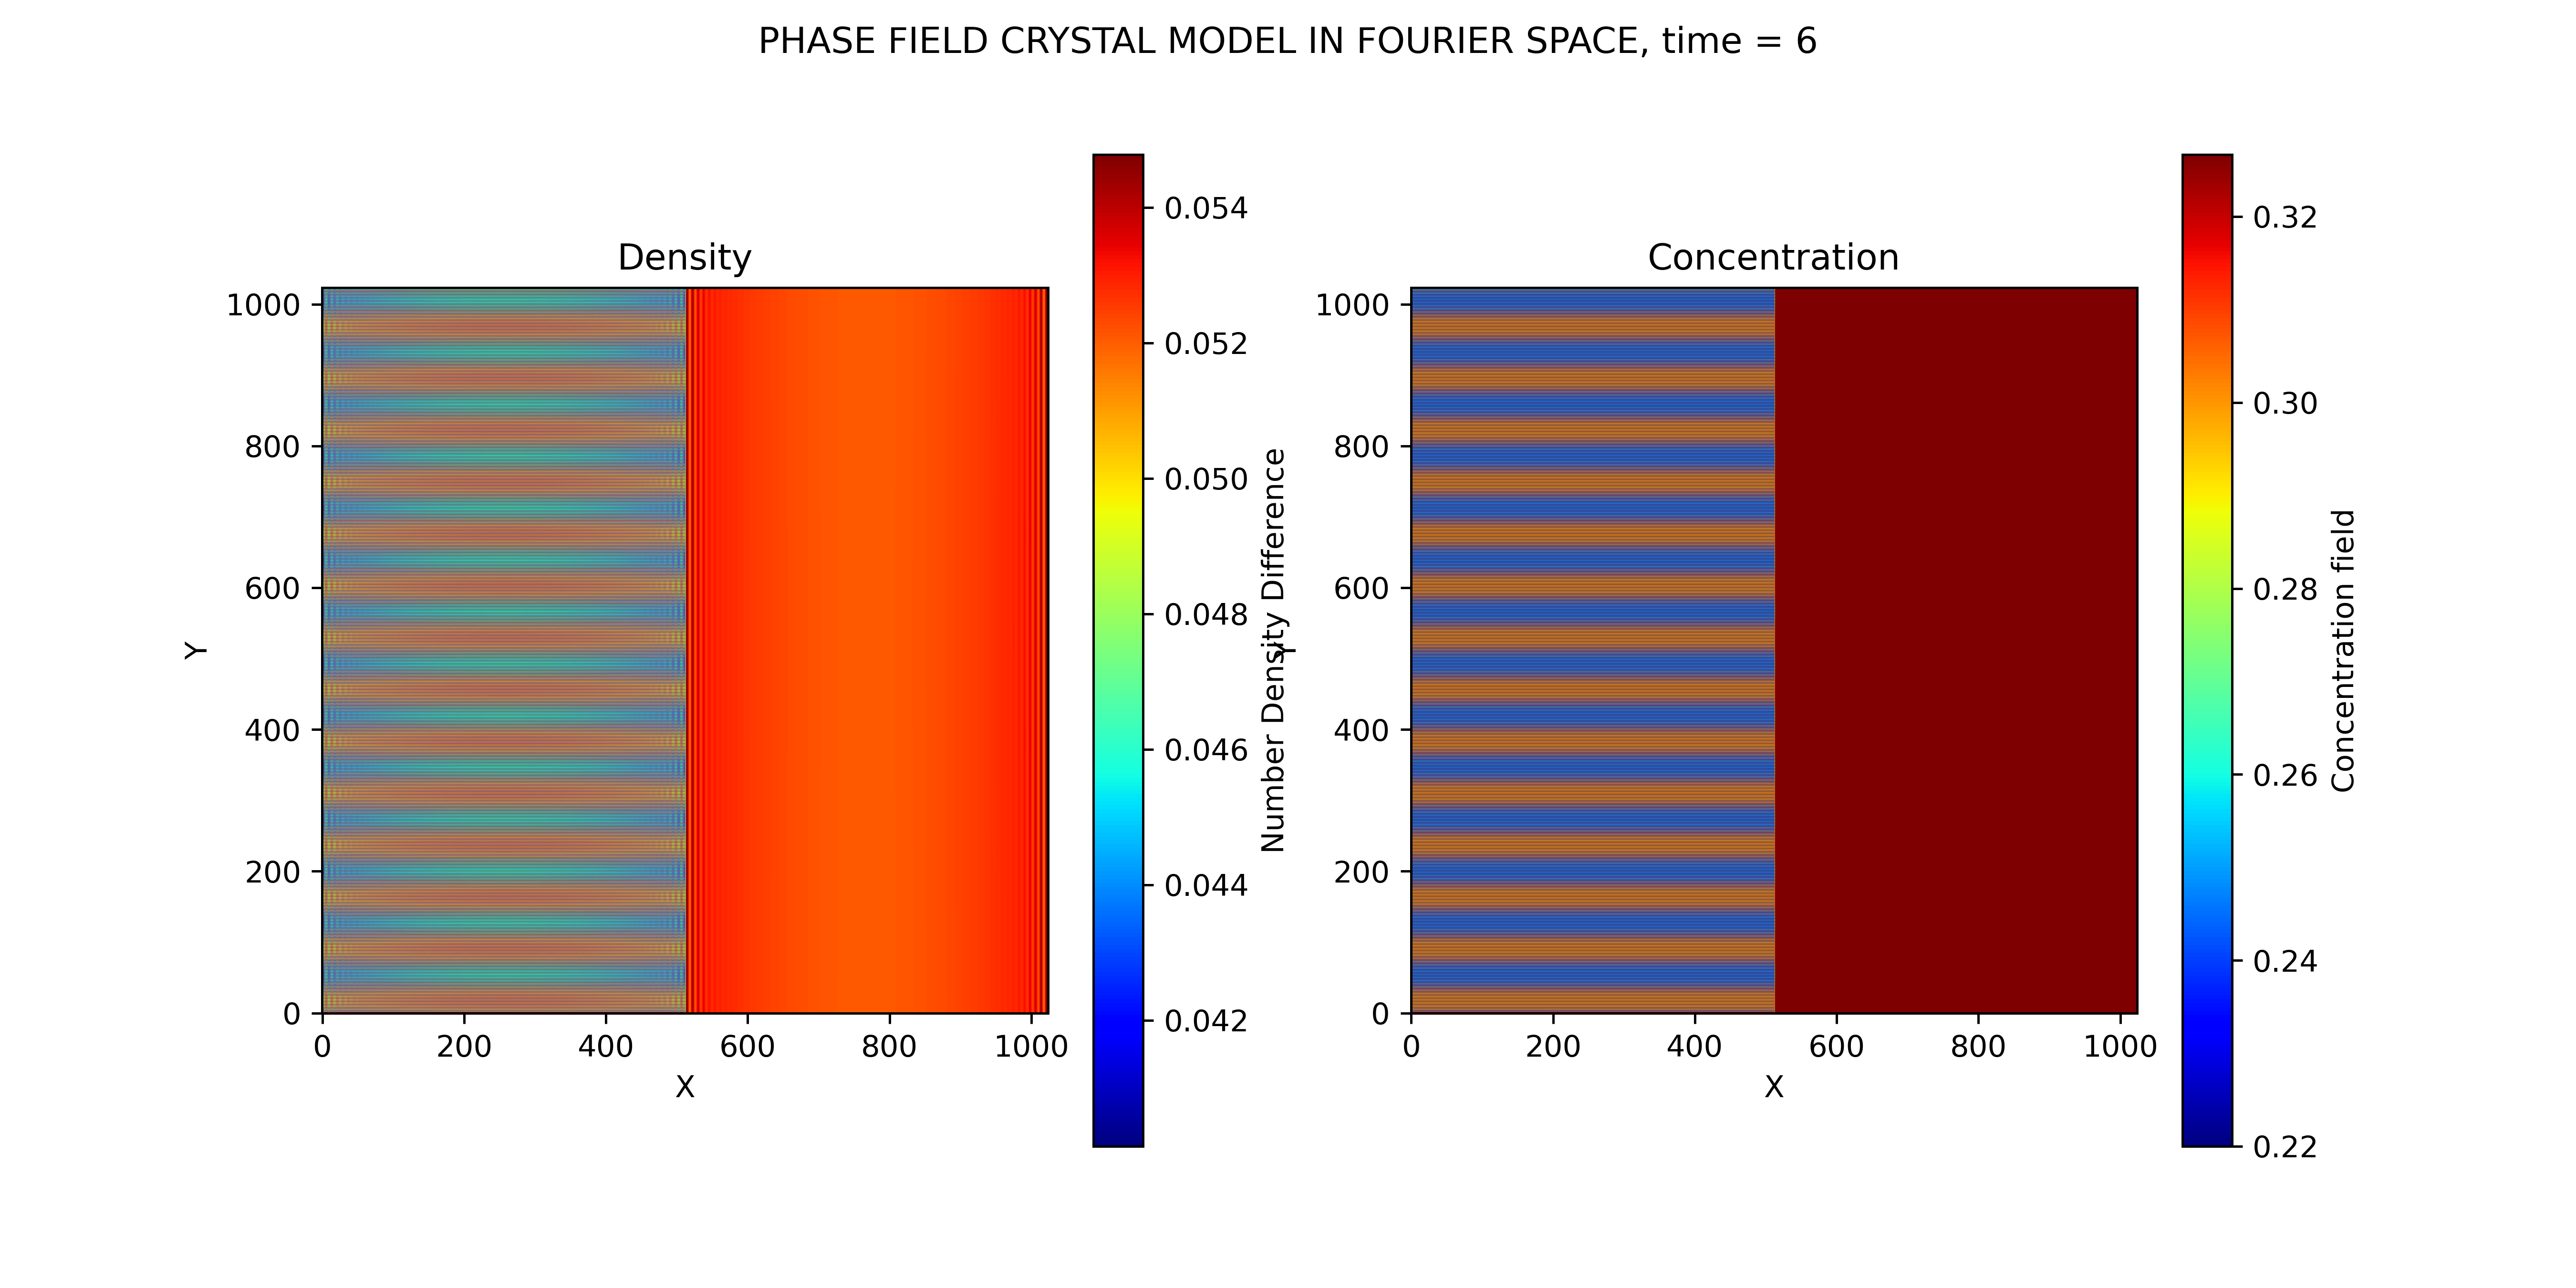 PHASE FIELD CRYSTAL MODEL IN FOURIER SPACE, time = 6
Density
1000
800
600
400
200
0
Y
0 200 400 600 800 1000
X
0.054
0.052
0.050
0.048
0.046
0.044
0.042
Number Density Difference
Concentration
1000
800
600
400
200
0
Y
0 200 400 600 800 1000
X
0.32
0.30
0.28
0.26
0.24
0.22
Concentration field